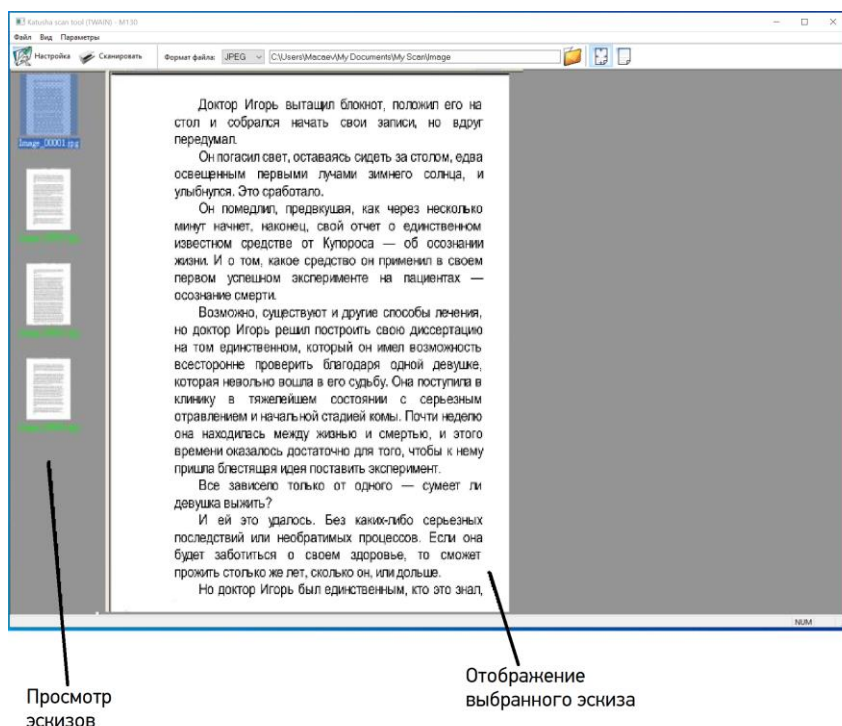 Katusha scan tool (TWAIN) - M130
Файл Вид Параметры
Настройка Сканировать Формат файла: JPEG C:\Users\Macaev\My Documents\My Scan\Image
Image_00001.jpg
Доктор Игорь вытащил блокнот, положил его на
стол и собрался начать свои записи, но вдруг
передумал.
Он погасил свет, оставаясь сидеть за столом, едва
освещенным первыми лучами зимнего солнца, и
улыбнулся. Это сработало.
Он помедлил, предвкушая, как через несколько
минут начнет, наконец, свой отчет о единственном
известном средстве от Купороса — об осознании
жизни. И о том, какое средство он применил в своем
первом успешном эксперименте на пациентах —
осознание смерти.
Возможно, существуют и другие способы лечения,
но доктор Игорь решил построить свою диссертацию
на том единственном, который он имел возможность
всесторонне проверить благодаря одной девушке,
которая невольно вошла в его судьбу. Она поступила в
клинику в тяжелейшем состоянии с серьезным
отравлением и начальной стадией комы. Почти неделю
она находилась между жизнью и смертью, и этого
времени оказалось достаточно для того, чтобы к нему
пришла блестящая идея поставить эксперимент.
Все зависело только от одного — сумеет ли
девушка выжить?
И ей это удалось. Без каких-либо серьезных
последствий или необратимых процессов. Если она
будет заботиться о своем здоровье, то сможет
прожить столько же лет, сколько он, или дольше.
Но доктор Игорь был единственным, кто это знал,
NUM
Просмотр
эскизов
Отображение
выбранного эскиза